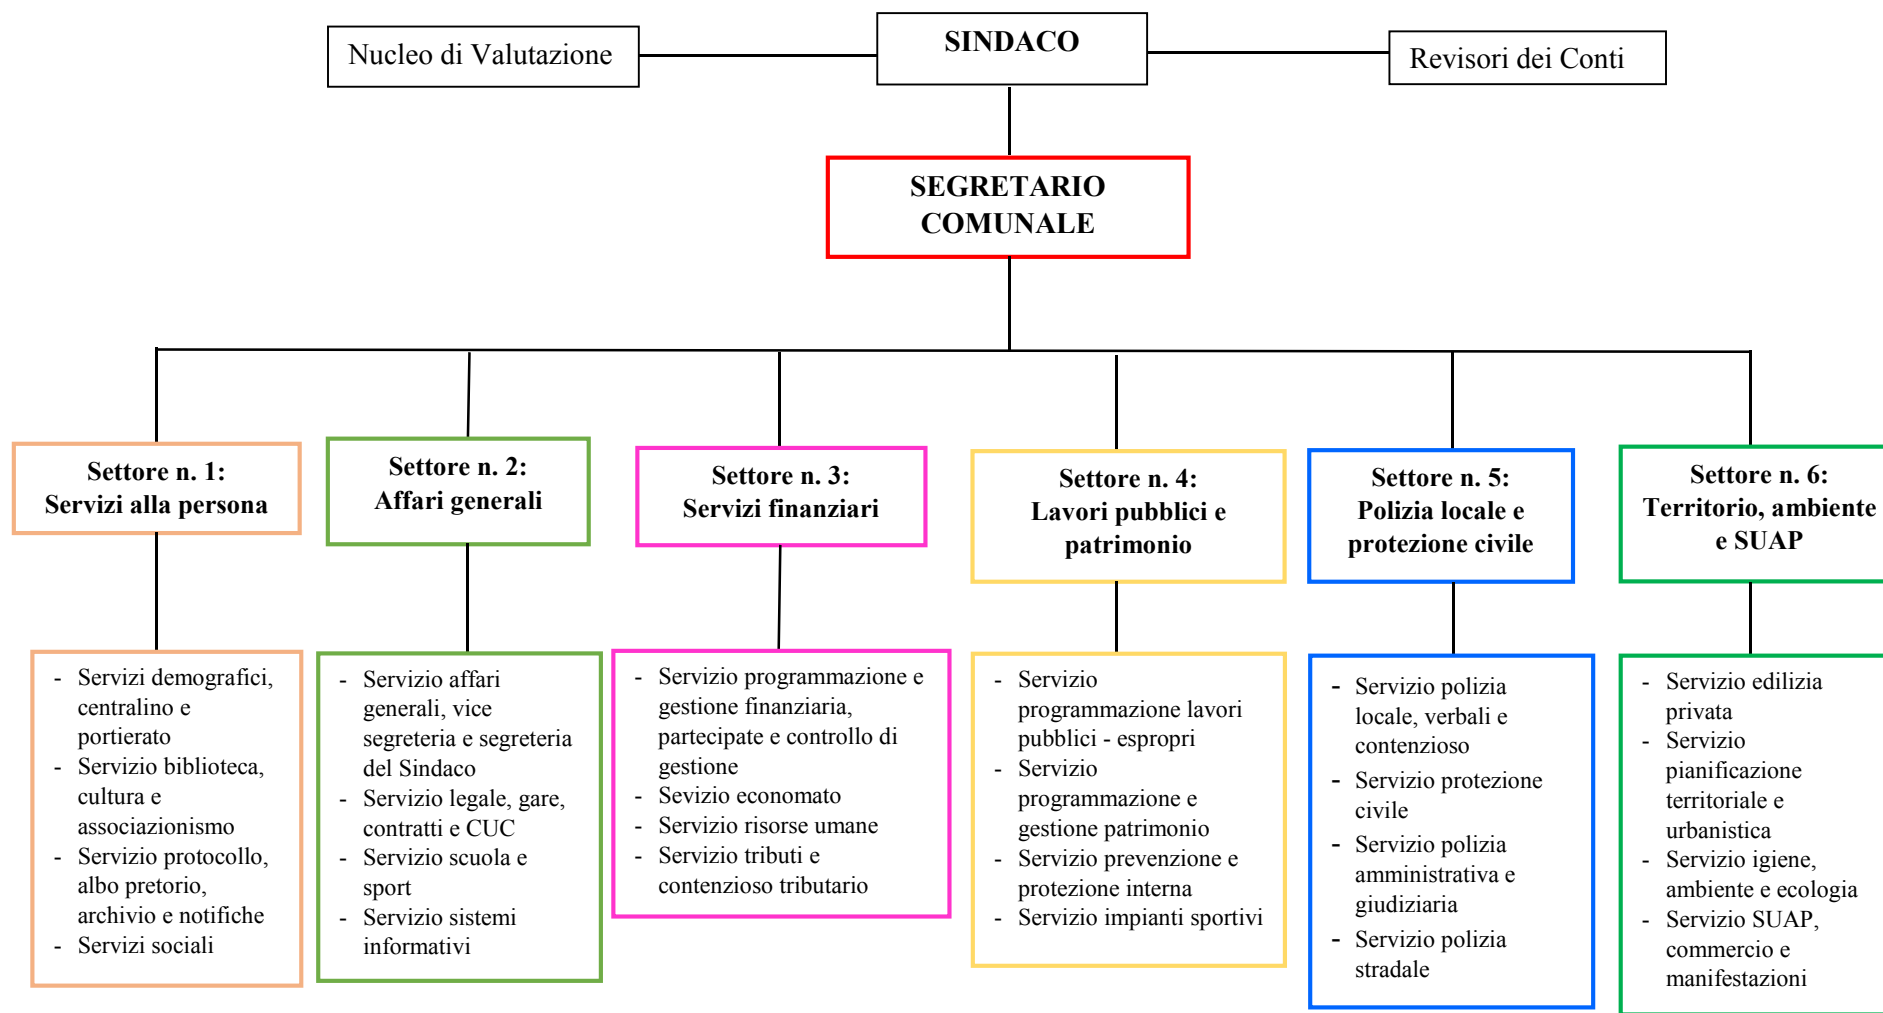 Nucleo di Valutazione
SINDACO
Revisori dei Conti
SEGRETARIO
COMUNALE
Settore n. 1:
Servizi alla persona
Settore n. 2:
Affari generali
Settore n. 3:
Servizi finanziari
Settore n. 4:
Lavori pubblici e
patrimonio
Settore n. 5:
Polizia locale e
protezione civile
Settore n. 6:
Territorio, ambiente
e SUAP
- Servizi demografici,
centralino e
portierato
- Servizio biblioteca,
cultura e
associazionismo
- Servizio protocollo,
albo pretorio,
archivio e notifiche
- Servizi sociali
- Servizio affari
generali, vice
segreteria e segreteria
del Sindaco
- Servizio legale, gare,
contratti e CUC
- Servizio scuola e
sport
- Servizio sistemi
informativi
- Servizio programmazione e
gestione finanziaria,
partecipate e controllo di
gestione
- Sevizio economato
- Servizio risorse umane
- Servizio tributi e
contenzioso tributario
- Servizio
programmazione lavori
pubblici - espropri
- Servizio
programmazione e
gestione patrimonio
- Servizio prevenzione e
protezione interna
- Servizio impianti sportivi
- Servizio polizia
locale, verbali e
contenzioso
- Servizio protezione
civile
- Servizio polizia
amministrativa e
giudiziaria
- Servizio polizia
stradale
- Servizio edilizia
privata
- Servizio
pianificazione
territoriale e
urbanistica
- Servizio igiene,
ambiente e ecologia
- Servizio SUAP,
commercio e
manifestazioni